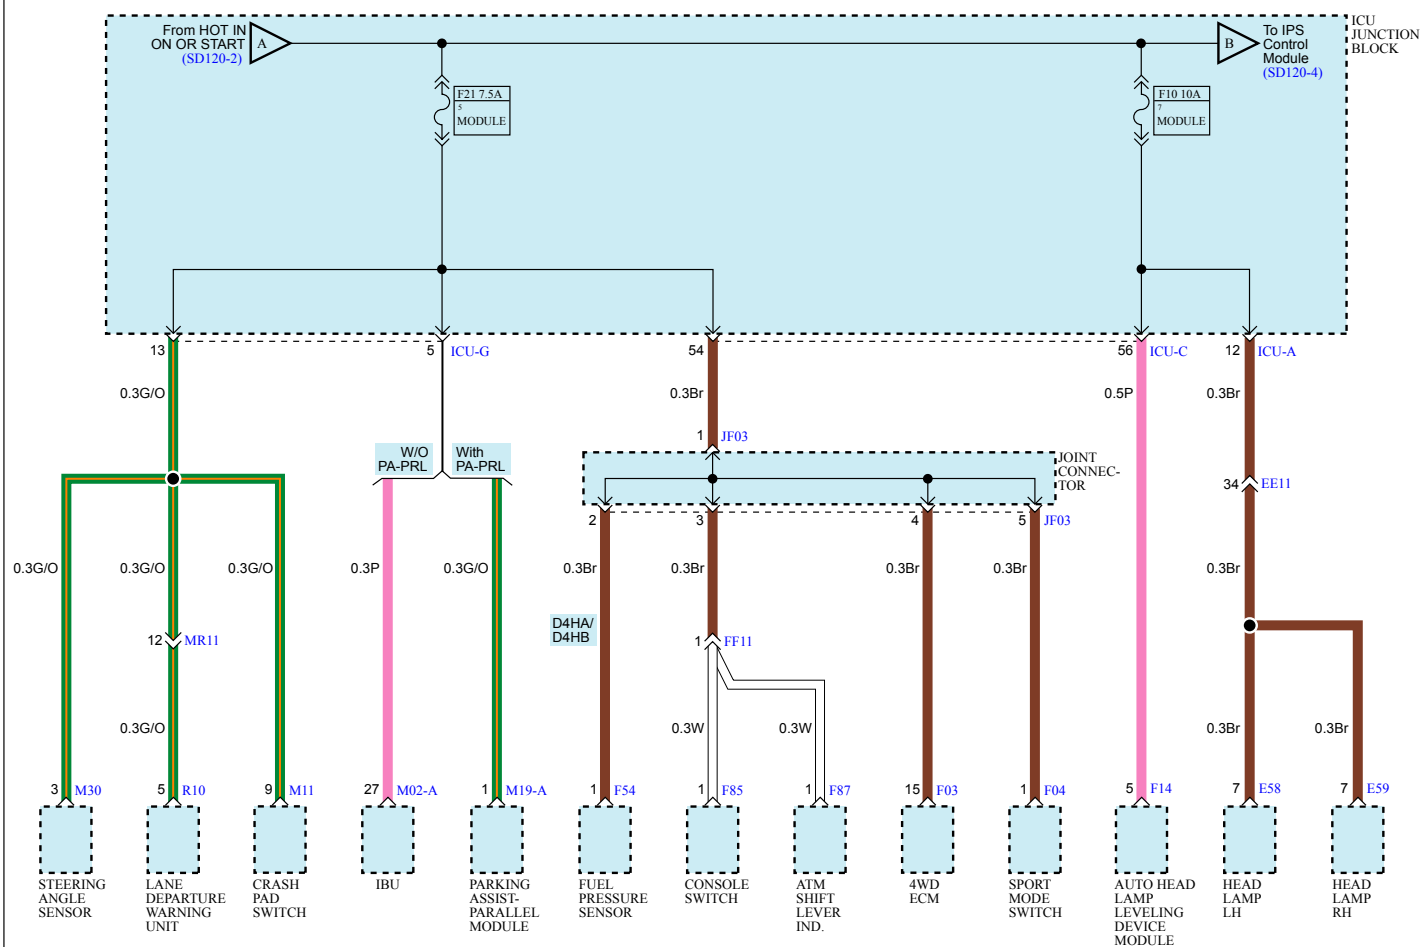 From HOT IN
ON OR START
(SD120-2)
A
B
To IPS
Control
Module
(SD120-4)
ICU
JUNCTION
BLOCK
F21 7.5A
5
MODULE
F10 10A
7
MODULE
13
5
ICU-G
54
56
ICU-C
12
ICU-A
0.3G/O
0.3Br
0.5P
0.3Br
1
JF03
W/O
PA-PRL
With
PA-PRL
JOINT
CONNEC-
TOR
34
EE11
2
3
4
5
JF03
0.3G/O
0.3G/O
0.3G/O
0.3P
0.3G/O
0.3Br
0.3Br
0.3Br
0.3Br
0.3Br
D4HA/
D4HB
12
MR11
1
FF11
0.3G/O
0.3W
0.3W
0.3Br
0.3Br
3
M30
5
R10
9
M11
27
M02-A
1
M19-A
1
F54
1
F85
1
F87
15
F03
1
F04
5
F14
7
E58
7
E59
STEERING
ANGLE
SENSOR
LANE
DEPARTURE
WARNING
UNIT
CRASH
PAD
SWITCH
IBU
PARKING
ASSIST-
PARALLEL
MODULE
FUEL
PRESSURE
SENSOR
CONSOLE
SWITCH
ATM
SHIFT
LEVER
IND.
4WD
ECM
SPORT
MODE
SWITCH
AUTO HEAD
LAMP
LEVELING
DEVICE
MODULE
HEAD
LAMP
LH
HEAD
LAMP
RH